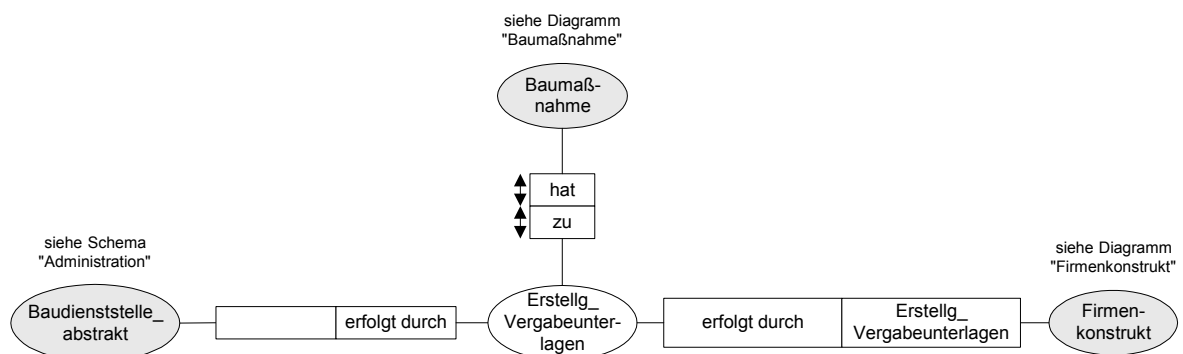 siehe Diagramm
"Baumaßnahme"
Baumaß-
nahme
hat
zu
siehe Schema
"Administration"
Baudienststelle_
abstrakt
erfolgt durch
Erstellg_
Vergabeunter-
lagen
erfolgt durch
Erstellg_
Vergabeunterlagen
siehe Diagramm
"Firmenkonstrukt"
Firmen-
konstrukt